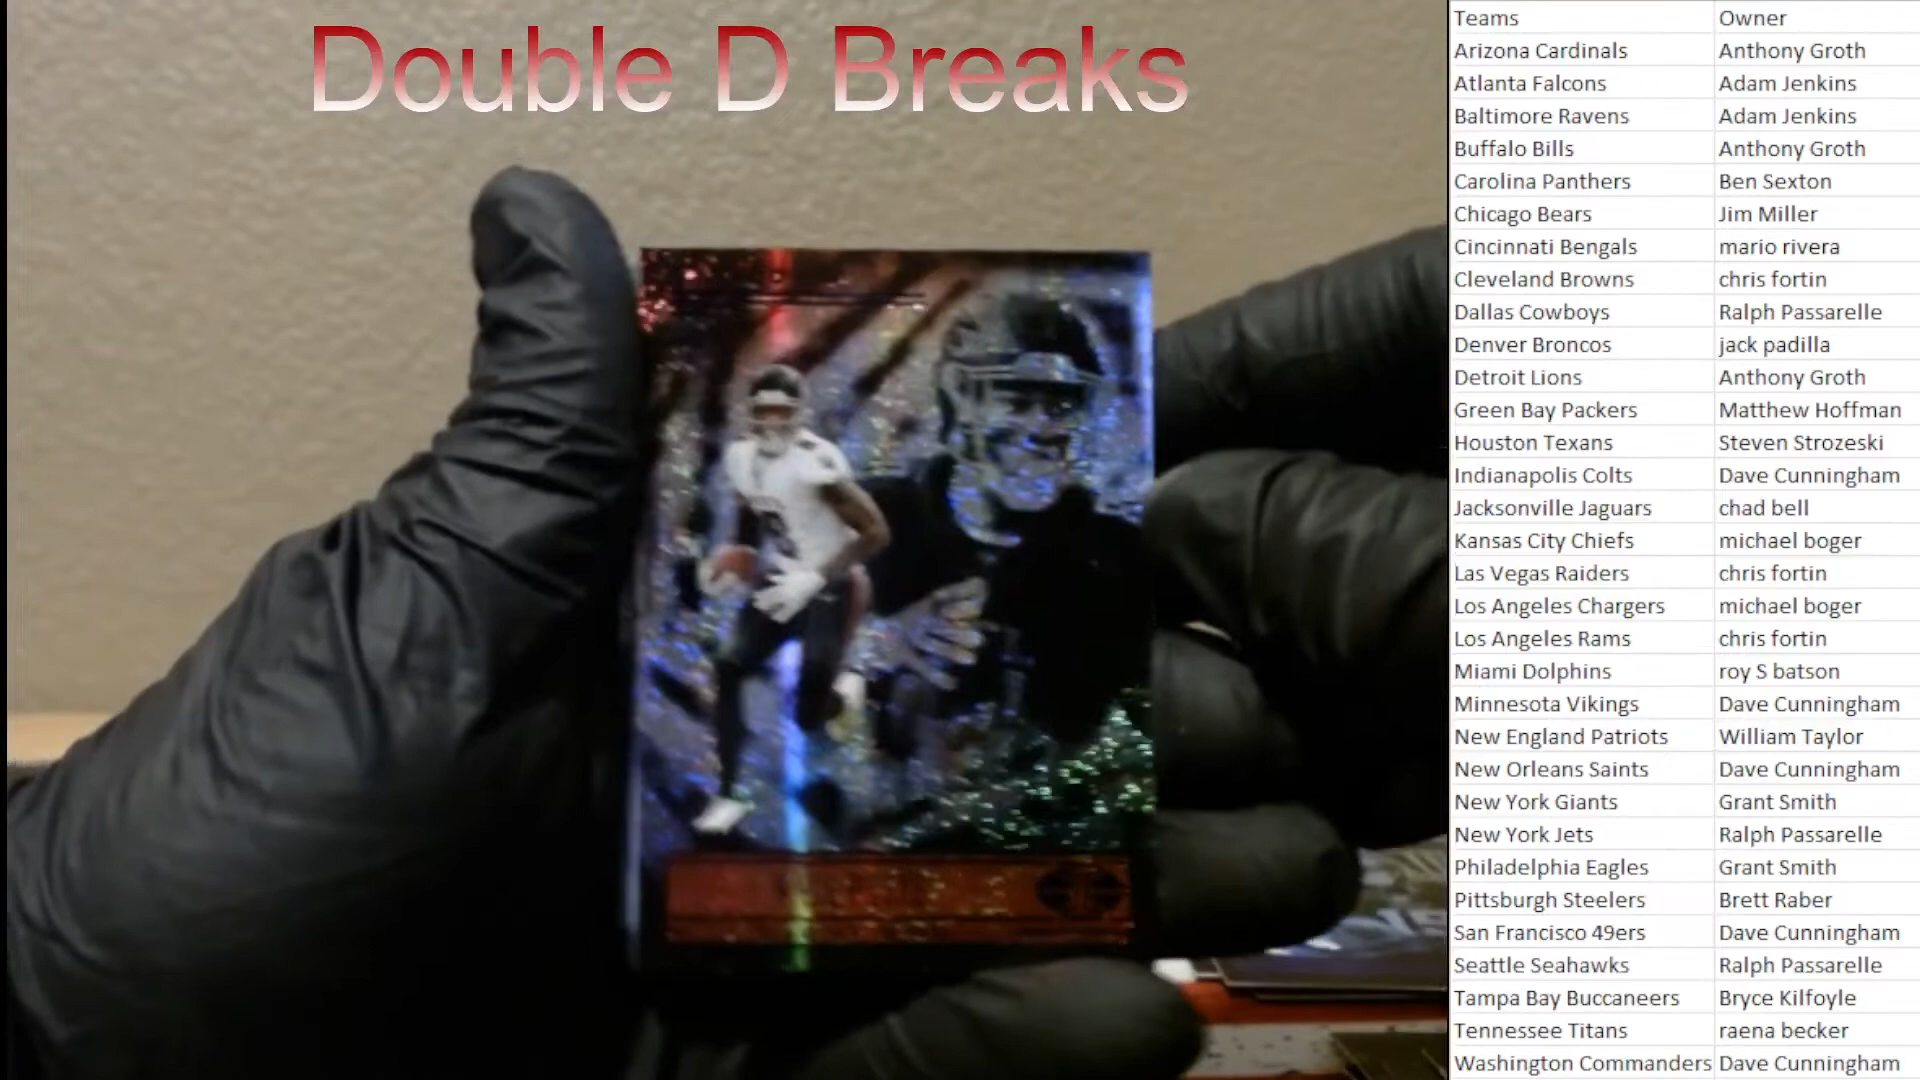 Double D Breaks
Teams Owner
Arizona Cardinals Anthony Groth
Atlanta Falcons Adam Jenkins
Baltimore Ravens Adam Jenkins
Buffalo Bills Anthony Groth
Carolina Panthers Ben Sexton
Chicago Bears Jim Miller
Cincinnati Bengals mario rivera
Cleveland Browns chris fortin
Dallas Cowboys Ralph Passarelle
Denver Broncos jack padilla
Detroit Lions Anthony Groth
Green Bay Packers Matthew Hoffman
Houston Texans Steven Strozeski
Indianapolis Colts Dave Cunningham
Jacksonville Jaguars chad bell
Kansas City Chiefs michael boger
Las Vegas Raiders chris fortin
Los Angeles Chargers michael boger
Los Angeles Rams chris fortin
Miami Dolphins roy S batson
Minnesota Vikings Dave Cunningham
New England Patriots William Taylor
New Orleans Saints Dave Cunningham
New York Giants Grant Smith
New York Jets Ralph Passarelle
Philadelphia Eagles Grant Smith
Pittsburgh Steelers Brett Raber
San Francisco 49ers Dave Cunningham
Seattle Seahawks Ralph Passarelle
Tampa Bay Buccaneers Bryce Kilfoyle
Tennessee Titans raena becker
Washington Commanders Dave Cunningham